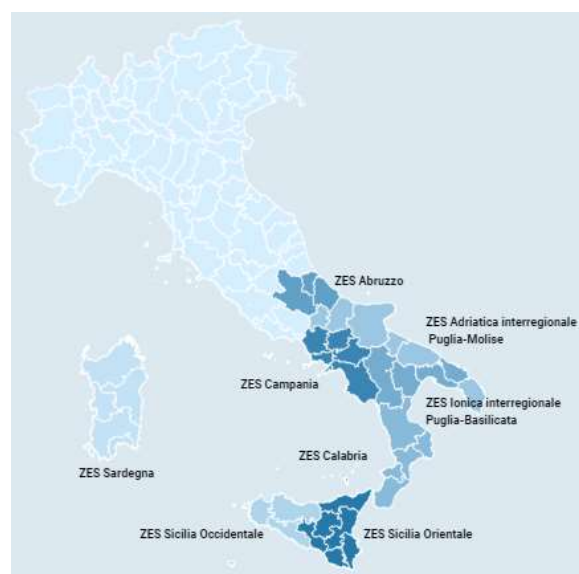 ZES Abruzzo
ZES Adriatica interregionale
Puglia-Molise
ZES Campania
ZES Ionica interregionale
Puglia-Basilicata
ZES Calabria
ZES Sardegna
ZES Sicilia Occidentale
ZES Sicilia Orientale